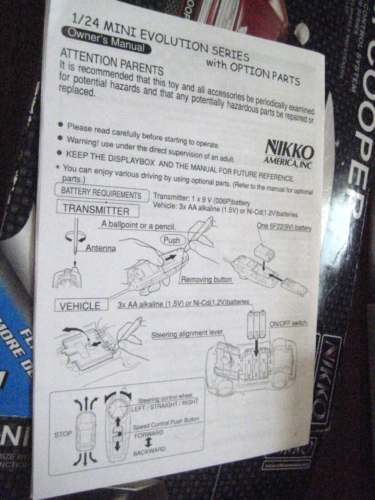 1/24 MINI EVOLUTION SERIES
with OPTION PARTS
Owner's Manual
ATTENTION PARENTS
It is recommended that this toy and all accessories be periodically examined
for potential hazards and that any potentially hazardous parts be repaired or
replaced.
● Please read carefully before starting to operate.
● Warning! use under the direct supervision of an adult.
● KEEP THE DISPLAYBOX AND THE MANUAL FOR FUTURE REFERENCE.
NIKKO
AMERICA, INC
* You can enjoy various driving by using optional parts. (Refer to the manual for optional
parts.)
BATTERY REQUIREMENTS
Transmitter: 1 x 9 V (006P)battery
Vehicle: 3x AA alkaline (1.5V) or Ni-Cd(1.2V)batteries
TRANSMITTER
A ballpoint or a pencil.
One 6F22(9V) battery
Push
Antenna
Removing button
VEHICLE
3x AA alkaline (1.5V) or Ni-Cd(1.2V)batteries
ON/OFF switch
Steering alignment lever
Steering control wheel
LEFT / STRAIGHT / RIGHT
STOP
Speed Control Push Button
FORWARD
BACKWARD
COOPER
SYSTEM
MORE
NIKKO